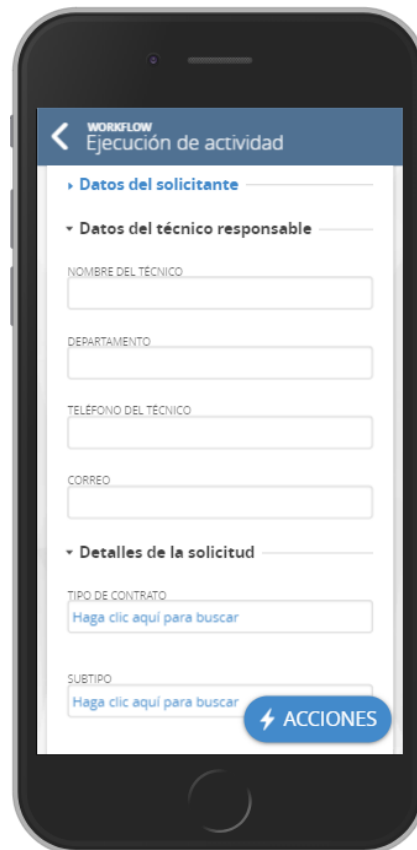 WORKFLOW
Ejecución de actividad
Datos del solicitante
Datos del técnico responsable
NOMBRE DEL TÉCNICO
DEPARTAMENTO
TELÉFONO DEL TÉCNICO
CORREO
Detalles de la solicitud
TIPO DE CONTRATO
Haga clic aquí para buscar
SUBTIPO
Haga clic aquí para buscar
ACCIONES